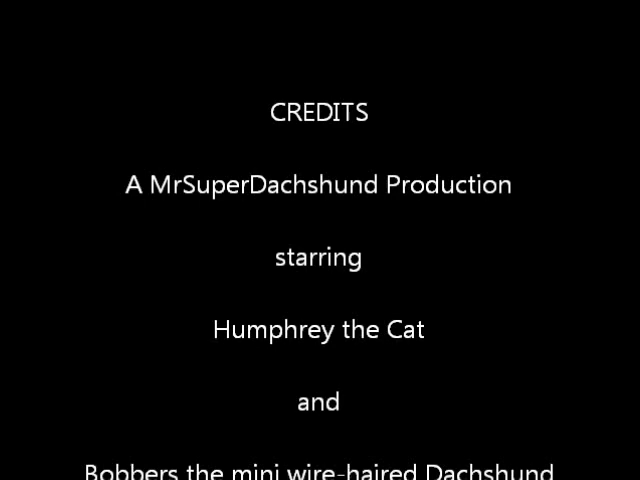 CREDITS
A MrSuperDachshund Production
starring
Humphrey the Cat
and
Bobbers the mini wire-haired Dachshund